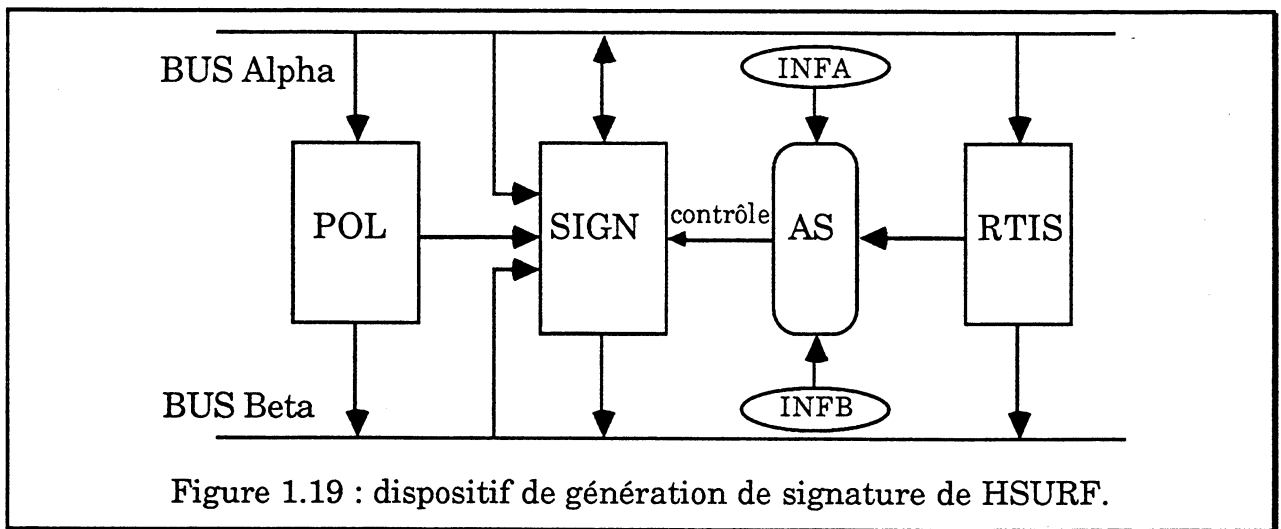 BUS Alpha
INFA
POL
SIGN
contrôle
AS
RTIS
BUS Beta
INFB
Figure 1.19 : dispositif de génération de signature de HSURF.